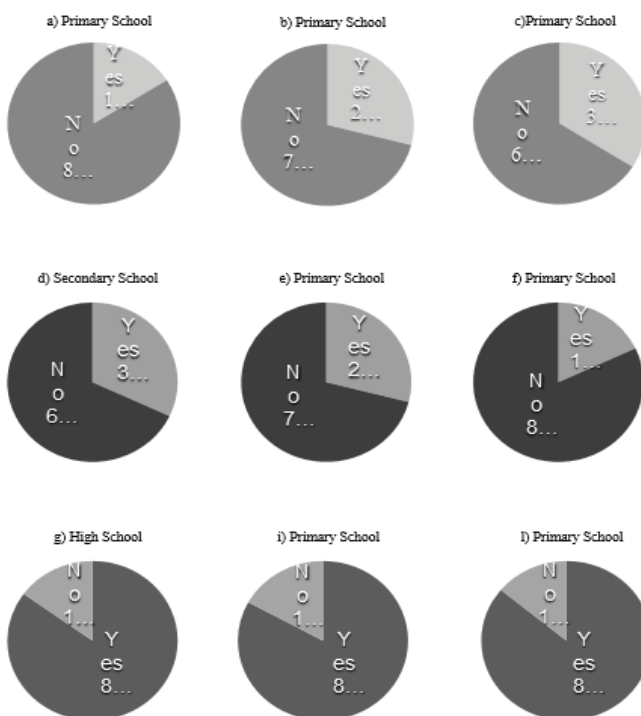 a) Primary School
b) Primary School
c)Primary School
Y
es
1...
N
o
8...
Y
es
2...
N
o
7...
Y
es
3...
N
o
6...
d) Secondary School
e) Primary School
f) Primary School
Y
es
3...
N
o
6...
Y
es
2...
N
o
7...
Y
es
1...
N
o
8...
g) High School
i) Primary School
l) Primary School
N
o
1...
Y
es
8...
N
o
1...
Y
es
8...
N
o
1...
Y
es
8...